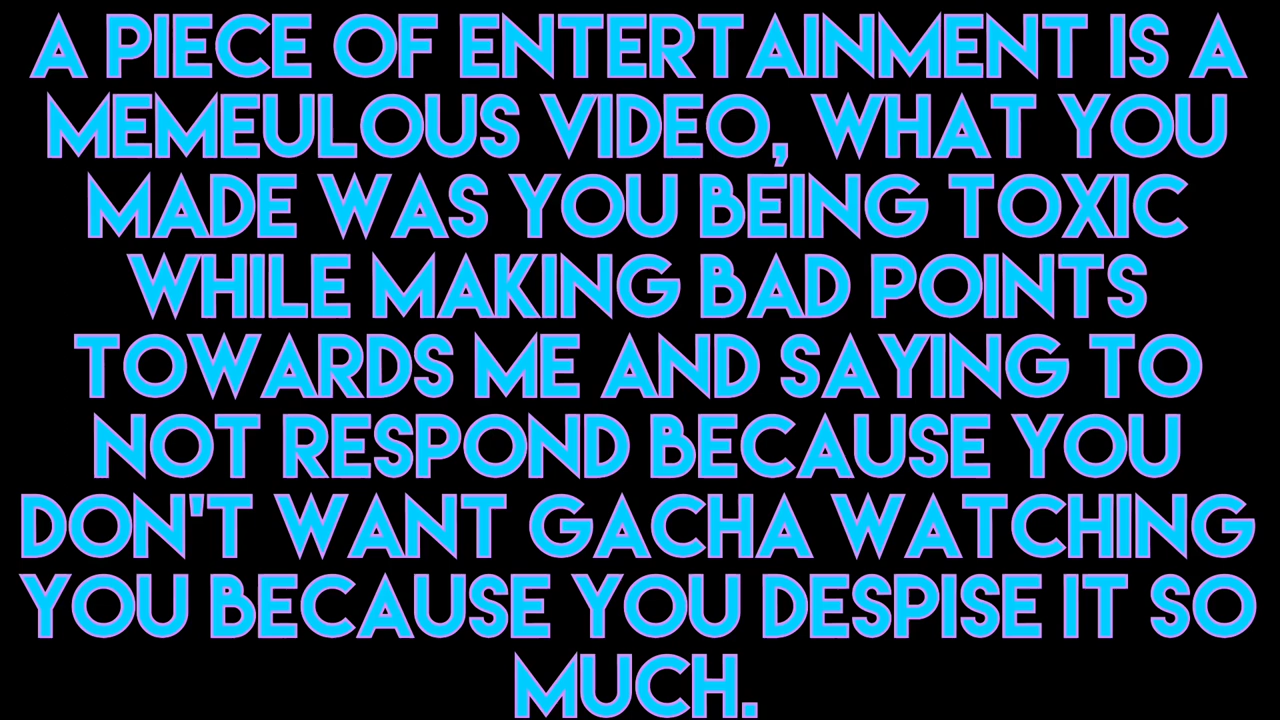 A PIECE OF ENTERTAINMENT IS A
MEMEULOUS VIDEO, WHAT YOU
MADE WAS YOU BEING TOXIC
WHILE MAKING BAD POINTS
TOWARDS ME AND SAYING TO
NOT RESPOND BECAUSE YOU
DON'T WANT GACHA WATCHING
YOU BECAUSE YOU DESPISE IT SO
MUCH.